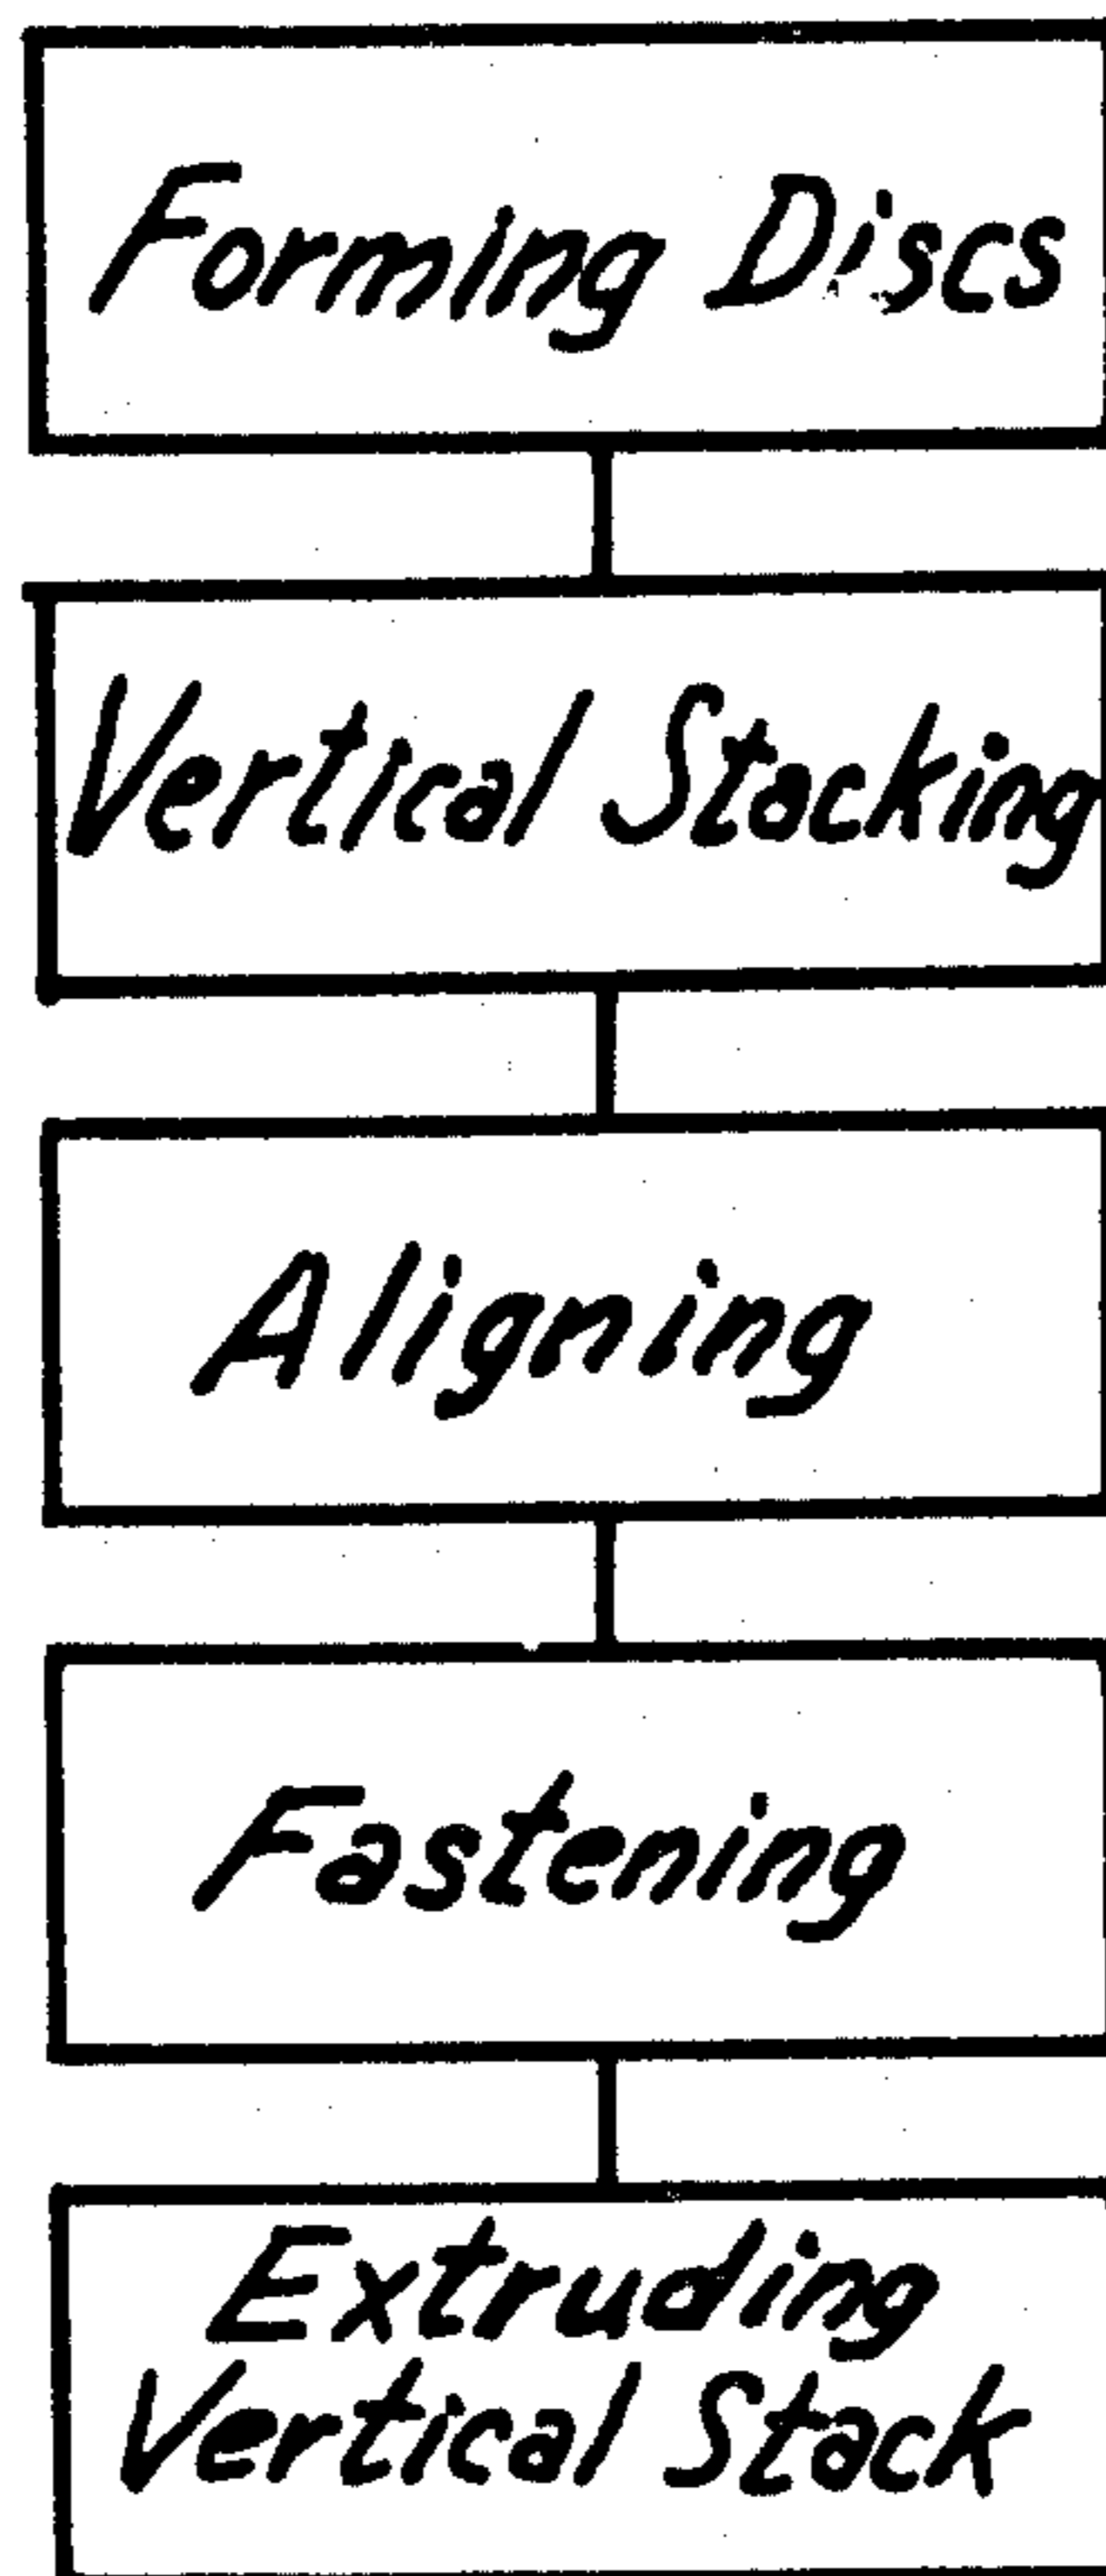 Forming Discs
Vertical Stacking
Aligning
Fastening
Extruding
Vertical Stack